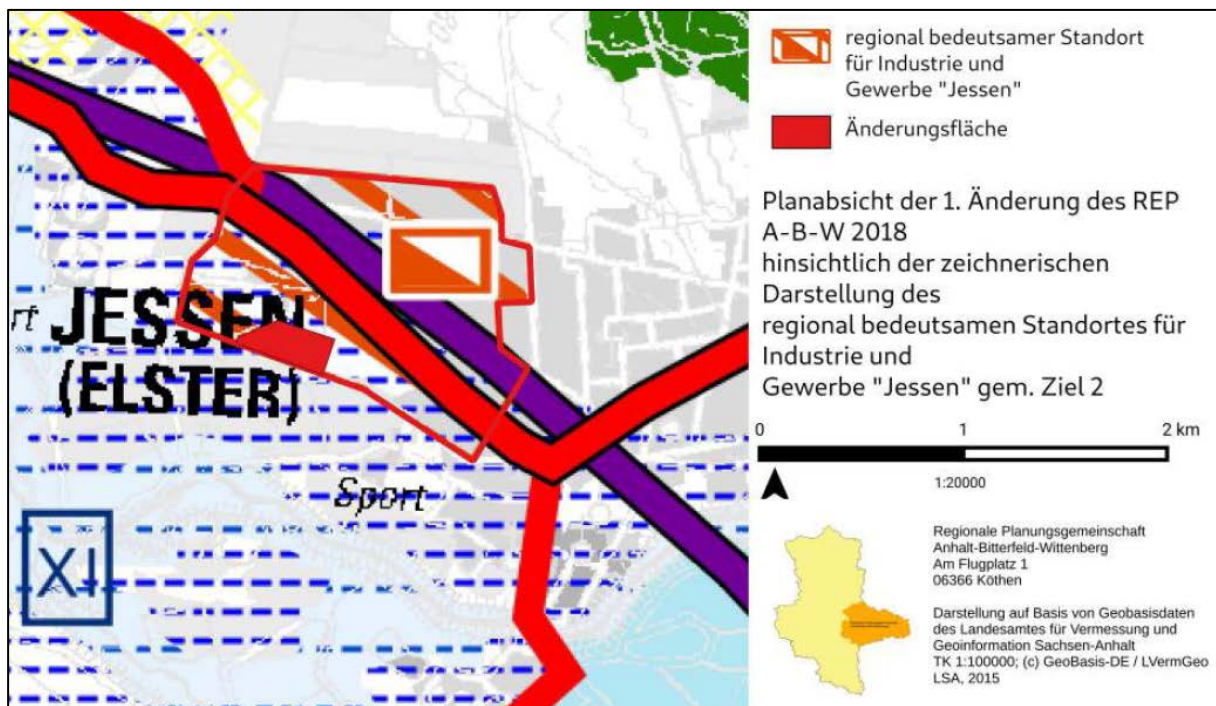 JESSEN
(ELSTER)
Sport
XI
regional bedeutsamer Standort
für Industrie und
Gewerbe "Jessen"
Änderungsfläche
Planabsicht der 1. Änderung des REP
A-B-W 2018
hinsichtlich der zeichnerischen
Darstellung des
regional bedeutsamen Standortes für
Industrie und
Gewerbe "Jessen" gem. Ziel 2
0 1 2 km
1:20000
Regionale Planungsgemeinschaft
Anhalt-Bitterfeld-Wittenberg
Am Flugplatz 1
06366 Köthen
Darstellung auf Basis von Geobasisdaten
des Landesamtes für Vermessung und
Geoinformation Sachsen-Anhalt
TK 1:100000; (c) GeoBasis-DE / LVermGeo
LSA, 2015